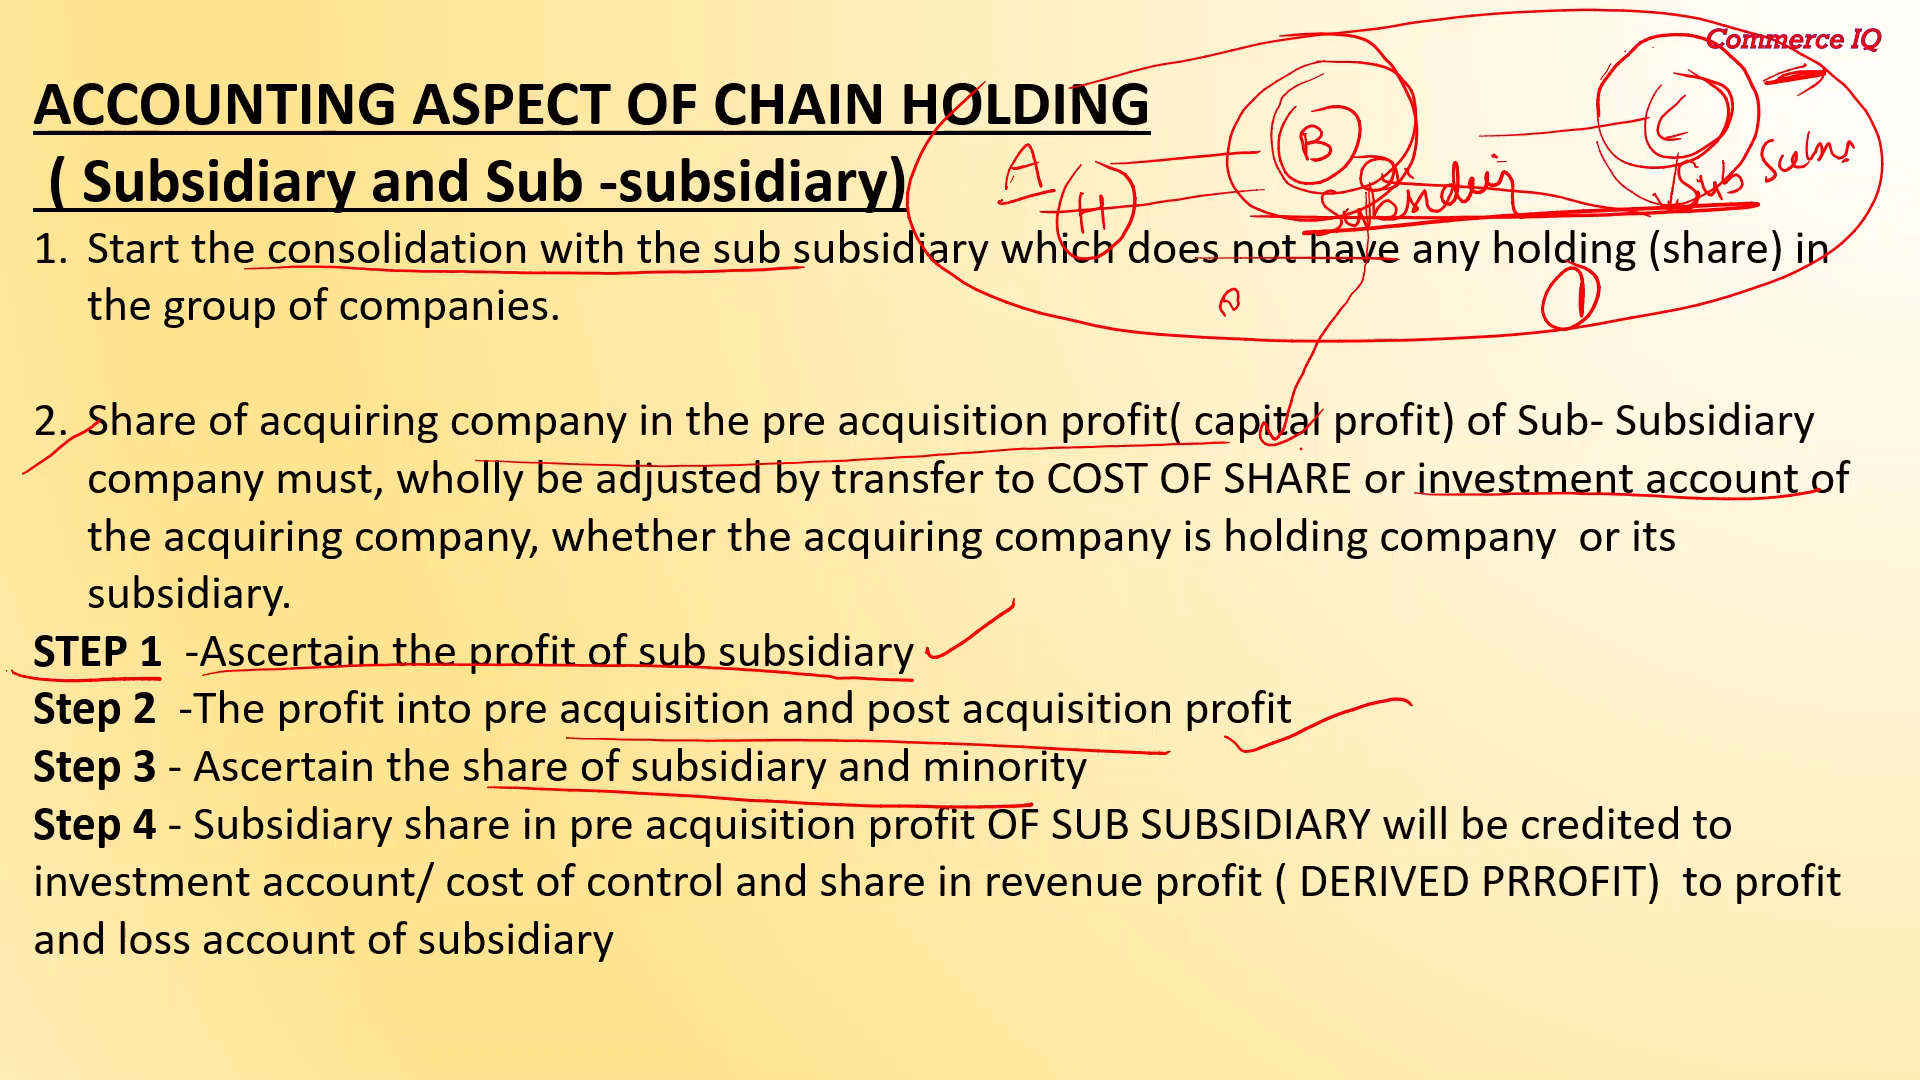 Commerce IQ
ACCOUNTING ASPECT OF CHAIN HOLDING
( Subsidiary and Sub -subsidiary)
A
H
B
C
Subsidiary
Sub
1. Start the consolidation with the sub subsidiary which does not have any holding (share) in
the group of companies.
1
2. Share of acquiring company in the pre acquisition profit( capital profit) of Sub- Subsidiary
company must, wholly be adjusted by transfer to COST OF SHARE or investment account of
the acquiring company, whether the acquiring company is holding company or its
subsidiary.
STEP 1 -Ascertain the profit of sub subsidiary
Step 2 -The profit into pre acquisition and post acquisition profit
Step 3 - Ascertain the share of subsidiary and minority
Step 4 - Subsidiary share in pre acquisition profit OF SUB SUBSIDIARY will be credited to
investment account/ cost of control and share in revenue profit ( DERIVED PRROFIT) to profit
and loss account of subsidiary